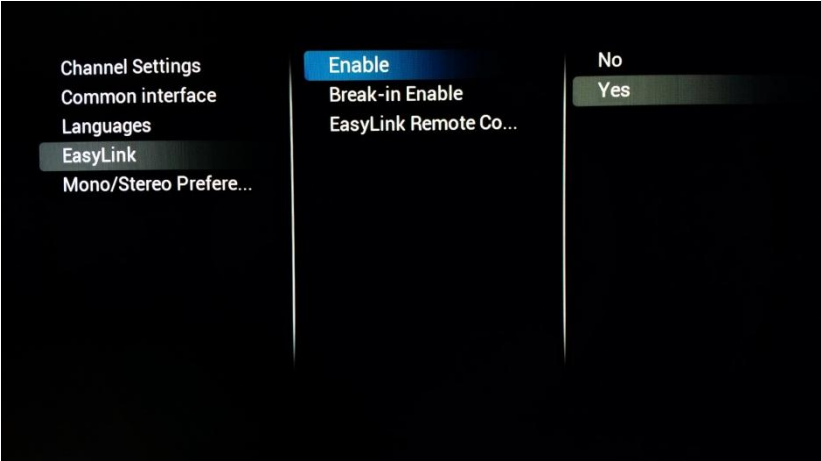 Channel Settings
Common interface
Languages
EasyLink
Mono/Stereo Prefere...
Enable
Break-in Enable
EasyLink Remote Co...
No
Yes